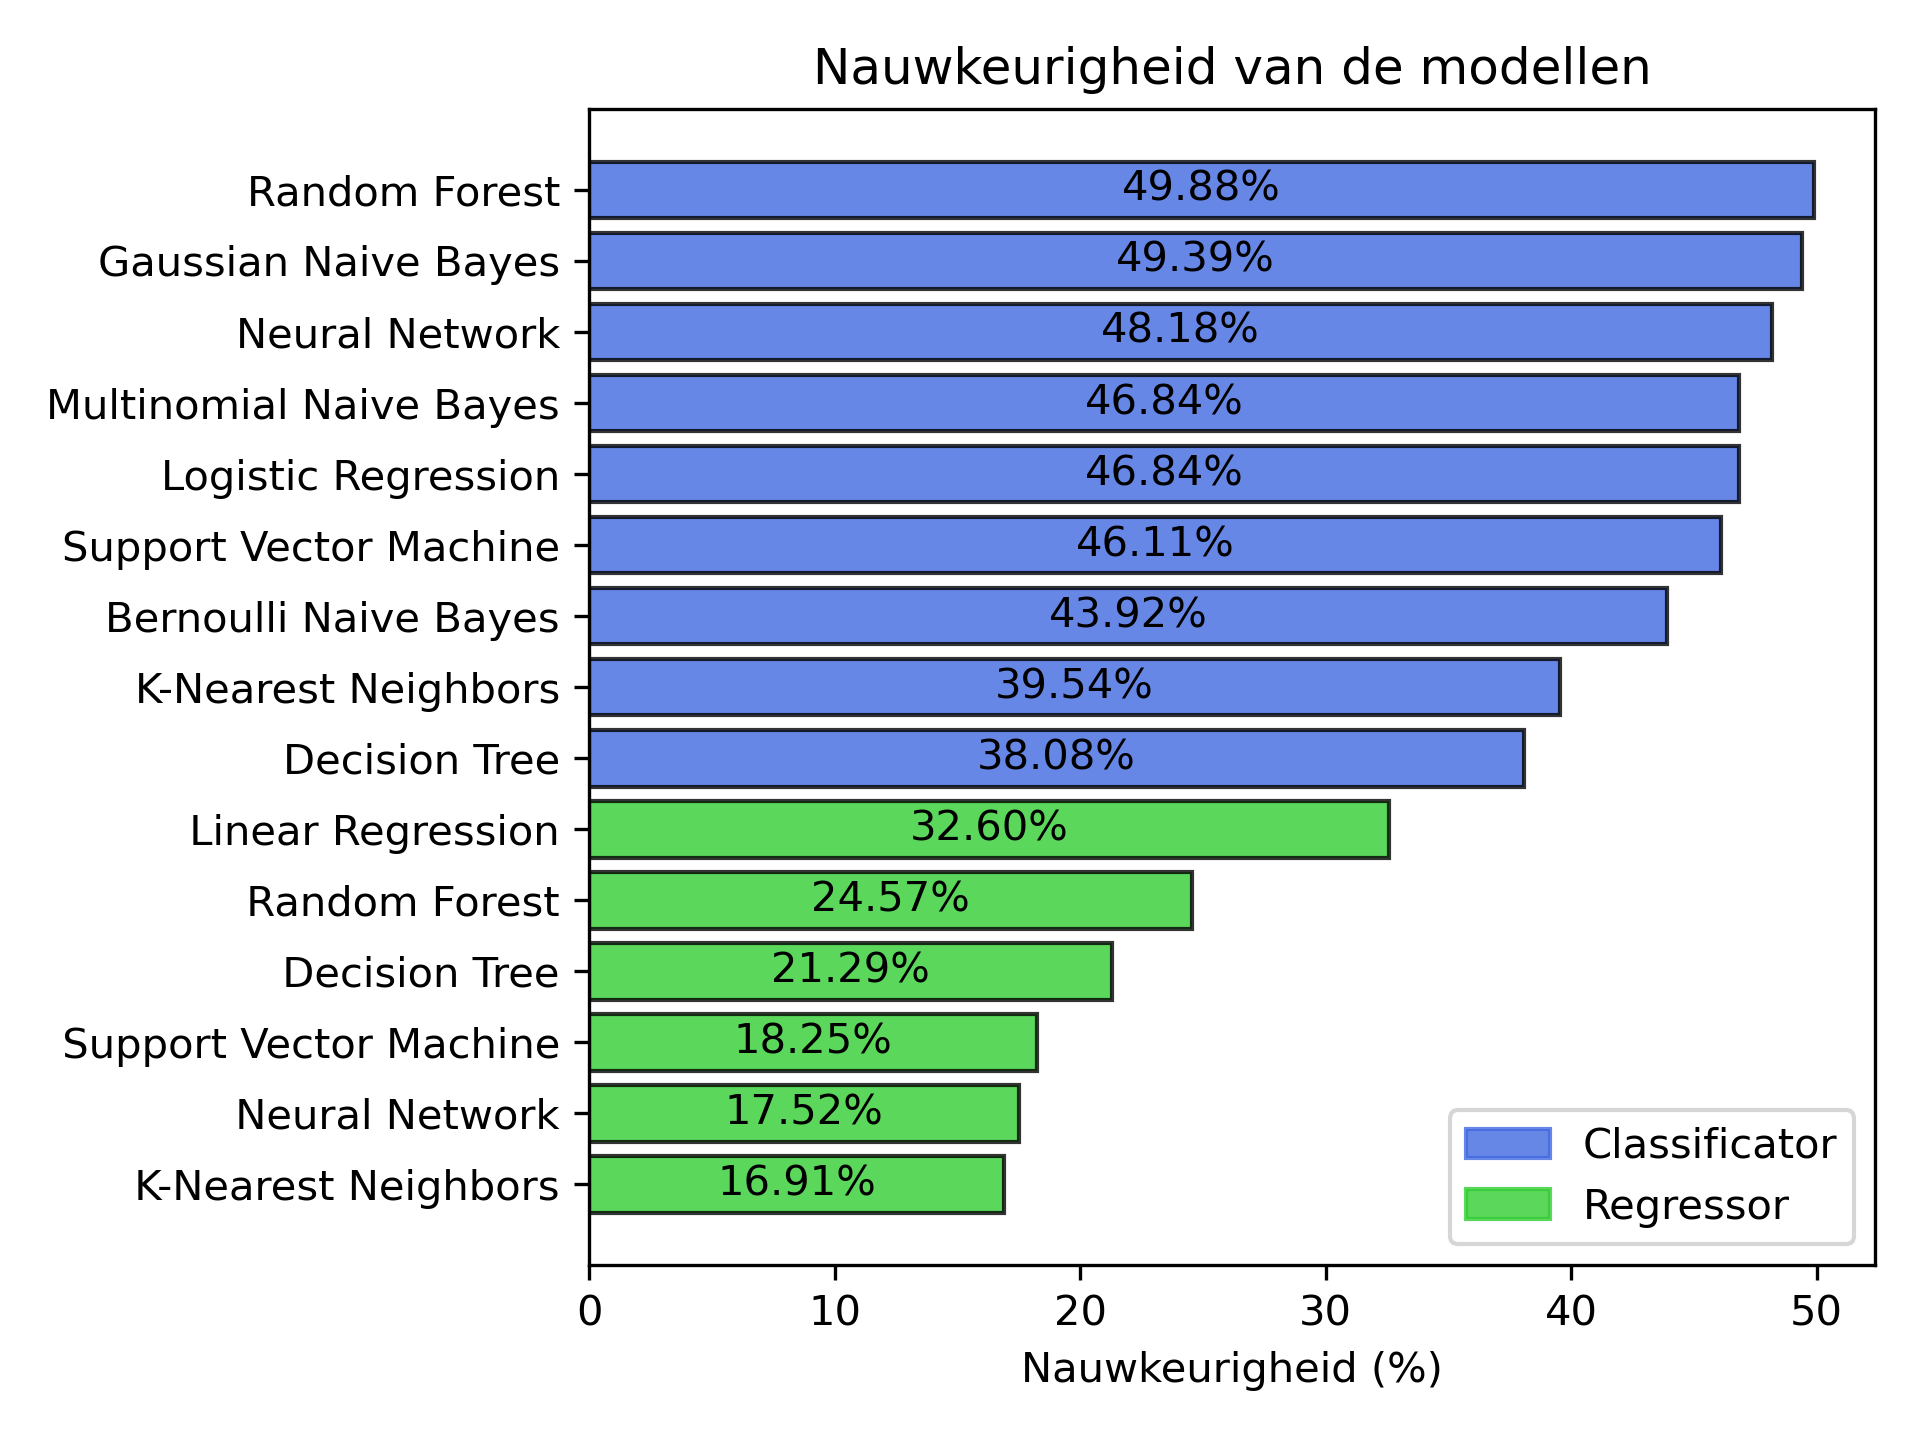 Nauwkeurigheid van de modellen
Random Forest 49.88%
Gaussian Naive Bayes 49.39%
Neural Network 48.18%
Multinomial Naive Bayes 46.84%
Logistic Regression 46.84%
Support Vector Machine 46.11%
Bernoulli Naive Bayes 43.92%
K-Nearest Neighbors 39.54%
Decision Tree 38.08%
Linear Regression 32.60%
Random Forest 24.57%
Decision Tree 21.29%
Support Vector Machine 18.25%
Neural Network 17.52%
K-Nearest Neighbors 16.91%
Classificator
Regressor
0 10 20 30 40 50
Nauwkeurigheid (%)